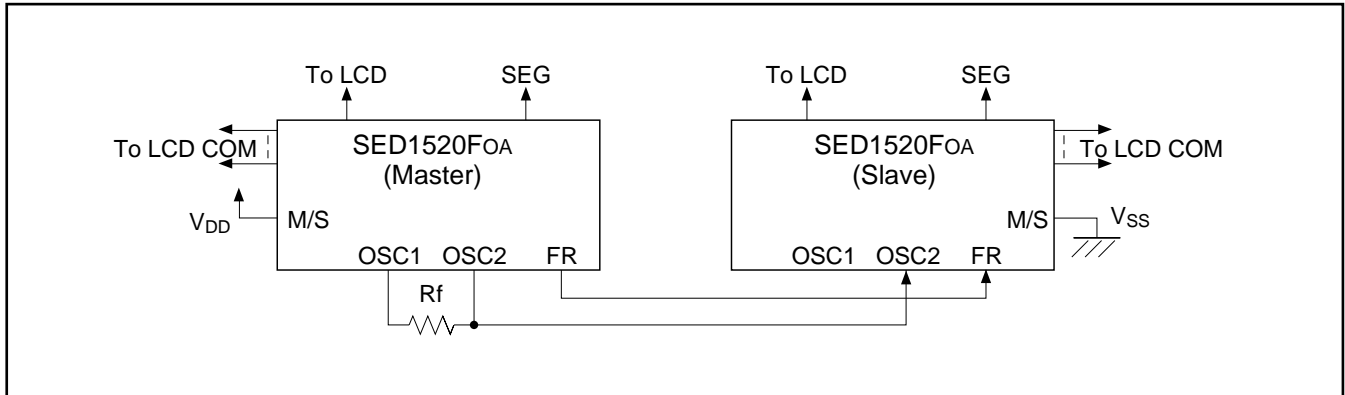 To LCD SEG To LCD SEG
To LCD COM SED1520FOA SED1520FOA To LCD COM
(Master) (Slave)
VDD M/S M/S VSS
OSC1 OSC2 FR OSC1 OSC2 FR
Rf